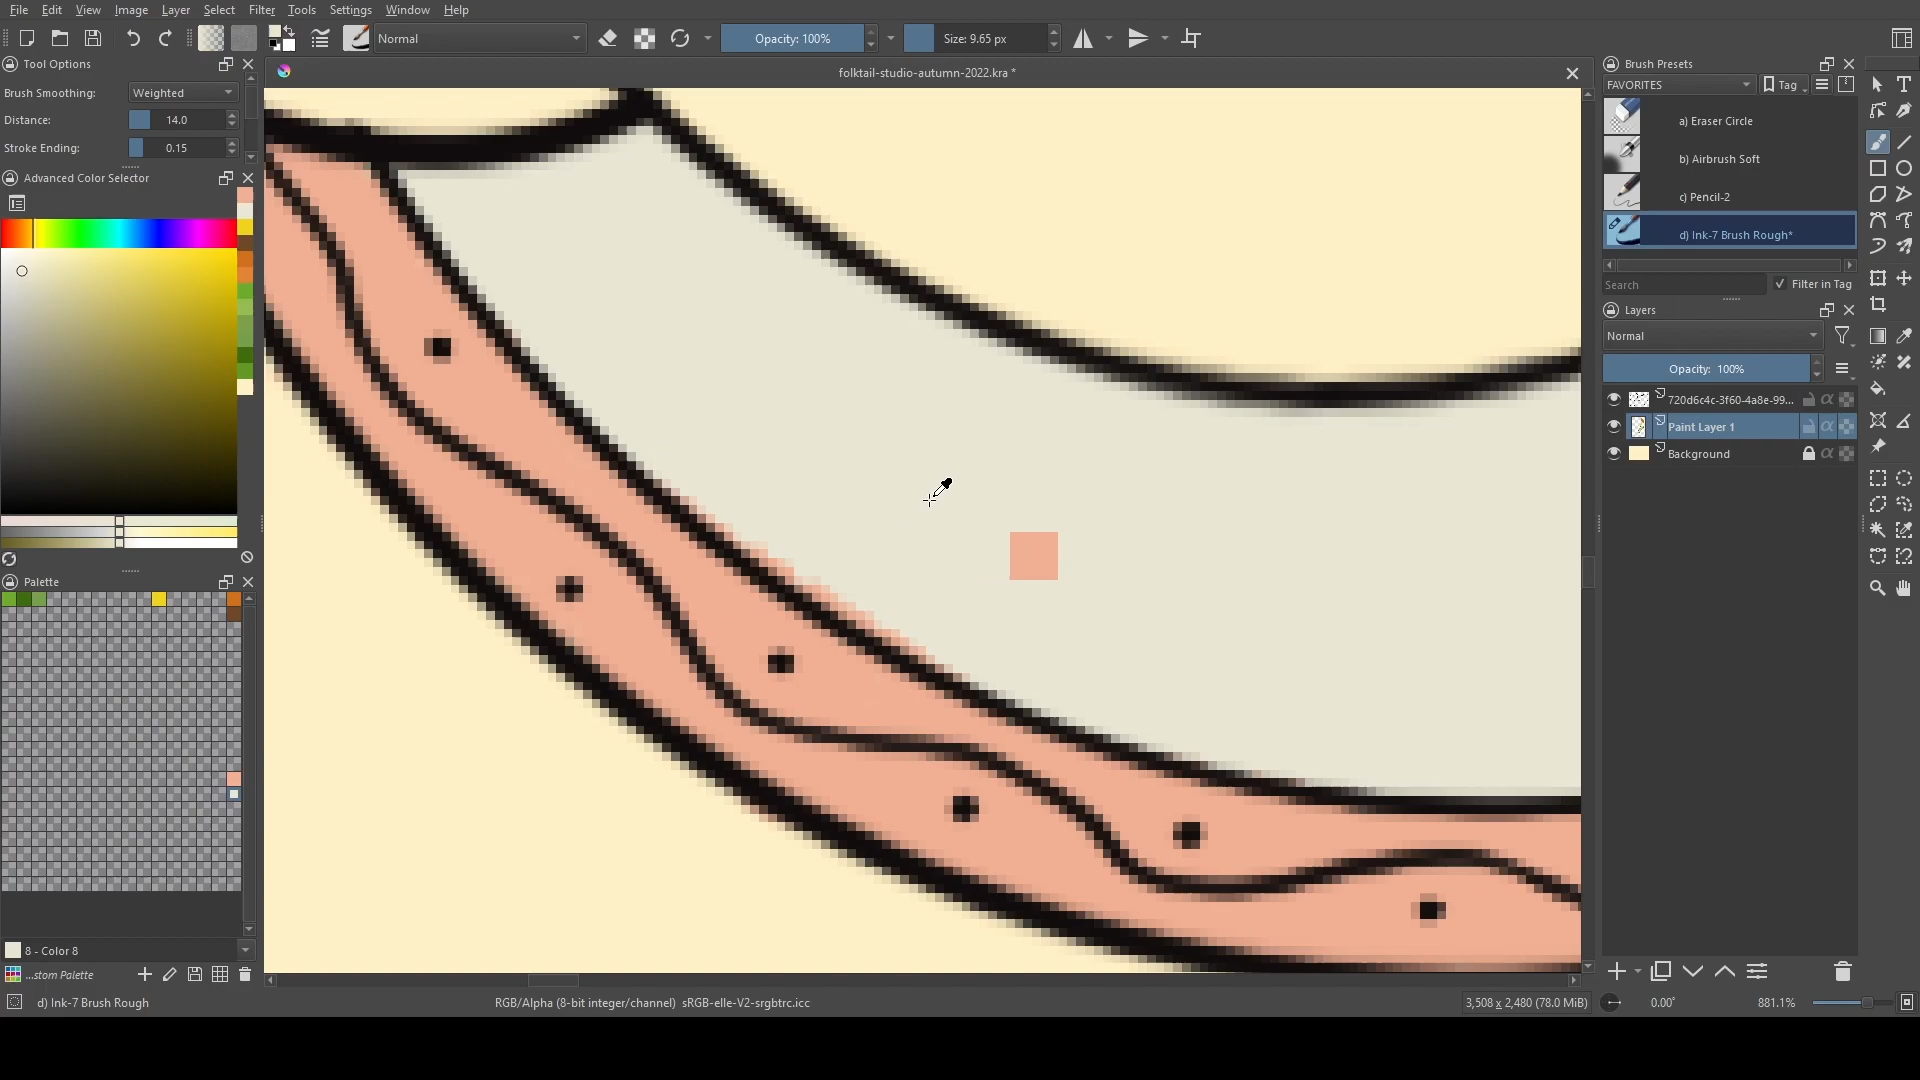 File Edit View Image Layer Select Filter Tools Settings Window Help
Normal Opacity: 100% Size: 9.65 px
Tool Options
folktail-studio-autumn-2022.kra *
Brush Presets
Brush Smoothing: Weighted
FAVORITES Tag
Distance: 14.0
a) Eraser Circle
Stroke Ending: 0.15
b) Airbrush Soft
Advanced Color Selector
c) Pencil-2
d) Ink-7 Brush Rough*
Search Filter in Tag
Layers
Normal
Opacity: 100%
720d6c4c-3f60-4a8e-99...
Paint Layer 1
Background
Palette
8 - Color 8
...stom Palette
d) Ink-7 Brush Rough RGB/Alpha (8-bit integer/channel) sRGB-elle-V2-srgbtrc.icc 3,508 x 2,480 (78.0 MiB) 0.00° 881.1%